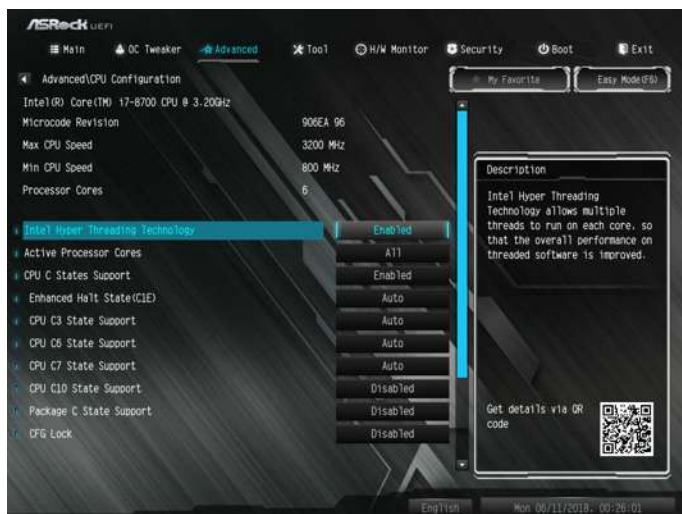 ASRock UEFI
Main OC Tweaker Advanced Tool H/W Monitor Security Boot Exit
Advanced\CPU Configuration
My Favorite Easy Mode(F6)
Intel(R) Core(TM) i7-8700 CPU @ 3.20GHz
Microcode Revision 906EA 96
Max CPU Speed 3200 MHz
Min CPU Speed 800 MHz
Processor Cores 6
Intel Hyper Threading Technology Enabled
Active Processor Cores All
CPU C States Support Enabled
Enhanced Halt State(C1E) Auto
CPU C3 State Support Auto
CPU C6 State Support Auto
CPU C7 State Support Auto
CPU C10 State Support Disabled
Package C State Support Disabled
CFG Lock Disabled
Description
Intel Hyper Threading
Technology allows multiple
threads to run on each core, so
that the overall performance on
threaded software is improved.
Get details via QR
code
English Mon 06/11/2018, 00:26:01